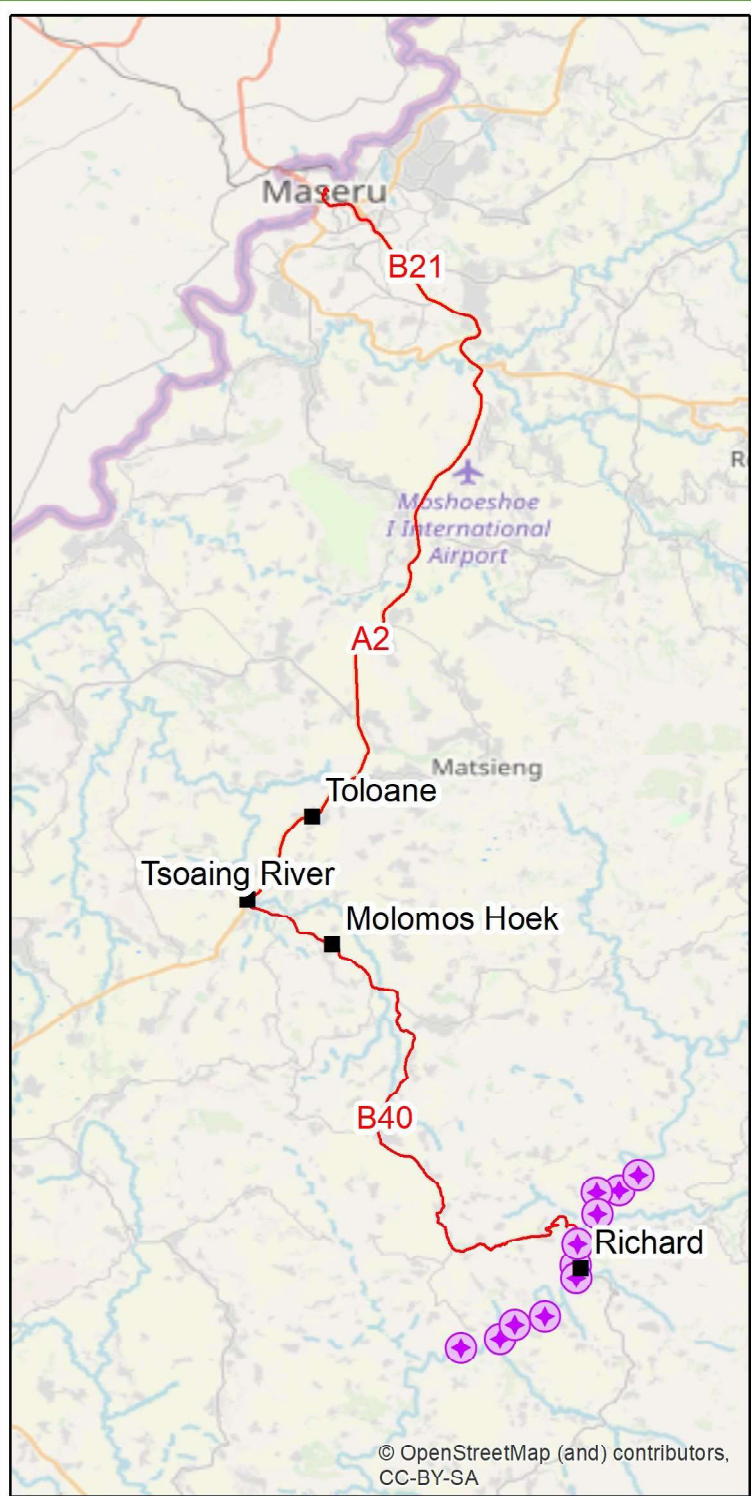 Maseru
B21
R
Moshoeshoe
I International
Airport
A2
Matsieng
Toloane
Tsoaing River
Molomos Hoek
B40
Richard
© OpenStreetMap (and) contributors,
CC-BY-SA